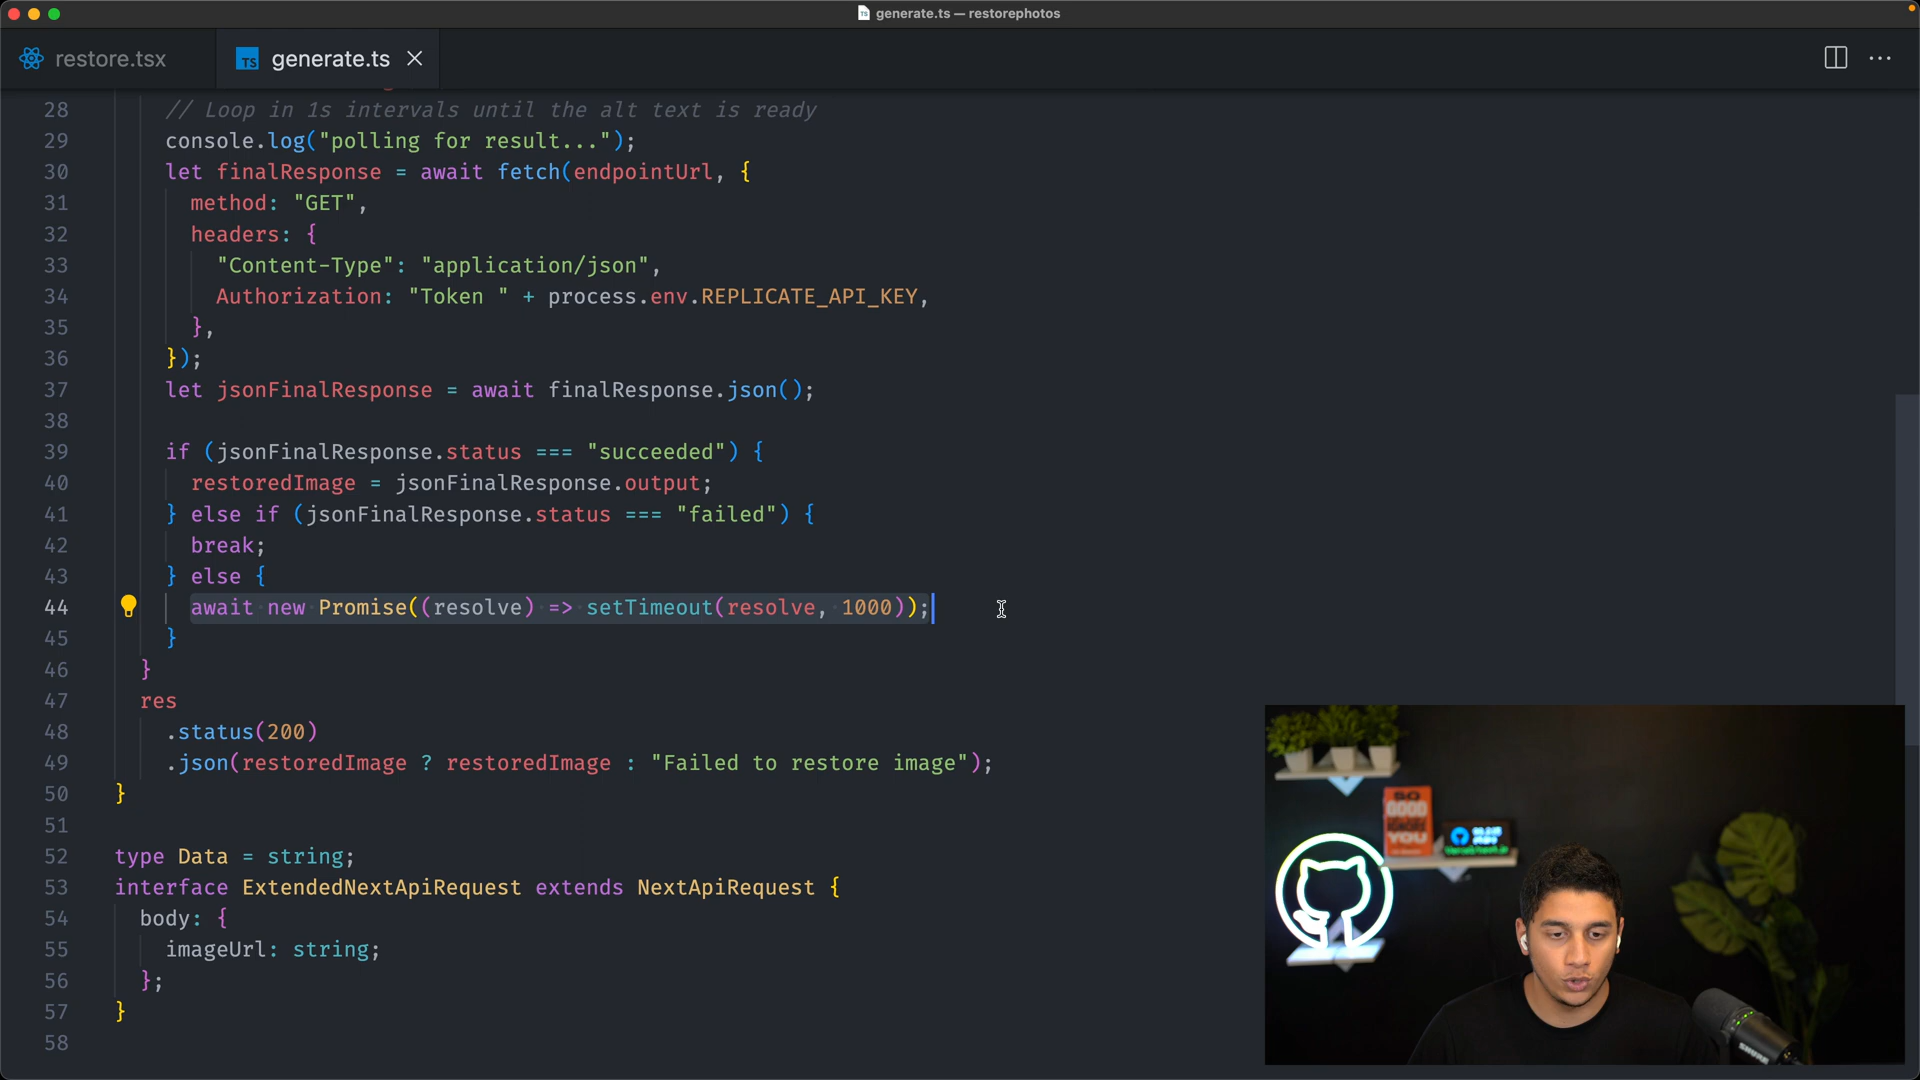 generate.ts — restorephotos
restore.tsx
TS generate.ts
28 // Loop in 1s intervals until the alt text is ready
29 console.log("polling for result...");
30 let finalResponse = await fetch(endpointUrl, {
31 method: "GET",
32 headers: {
33 "Content-Type": "application/json",
34 Authorization: "Token " + process.env.REPLICATE_API_KEY,
35 },
36 });
37 let jsonFinalResponse = await finalResponse.json();
38
39 if (jsonFinalResponse.status === "succeeded") {
40 restoredImage = jsonFinalResponse.output;
41 } else if (jsonFinalResponse.status === "failed") {
42 break;
43 } else {
44 await new Promise((resolve) => setTimeout(resolve, 1000));
45 }
46 }
47 res
48 .status(200)
49 .json(restoredImage ? restoredImage : "Failed to restore image");
50 }
51
52 type Data = string;
53 interface ExtendedNextApiRequest extends NextApiRequest {
54 body: {
55 imageUrl: string;
56 };
57 }
58
SO
GOOD
YOU
SHURE